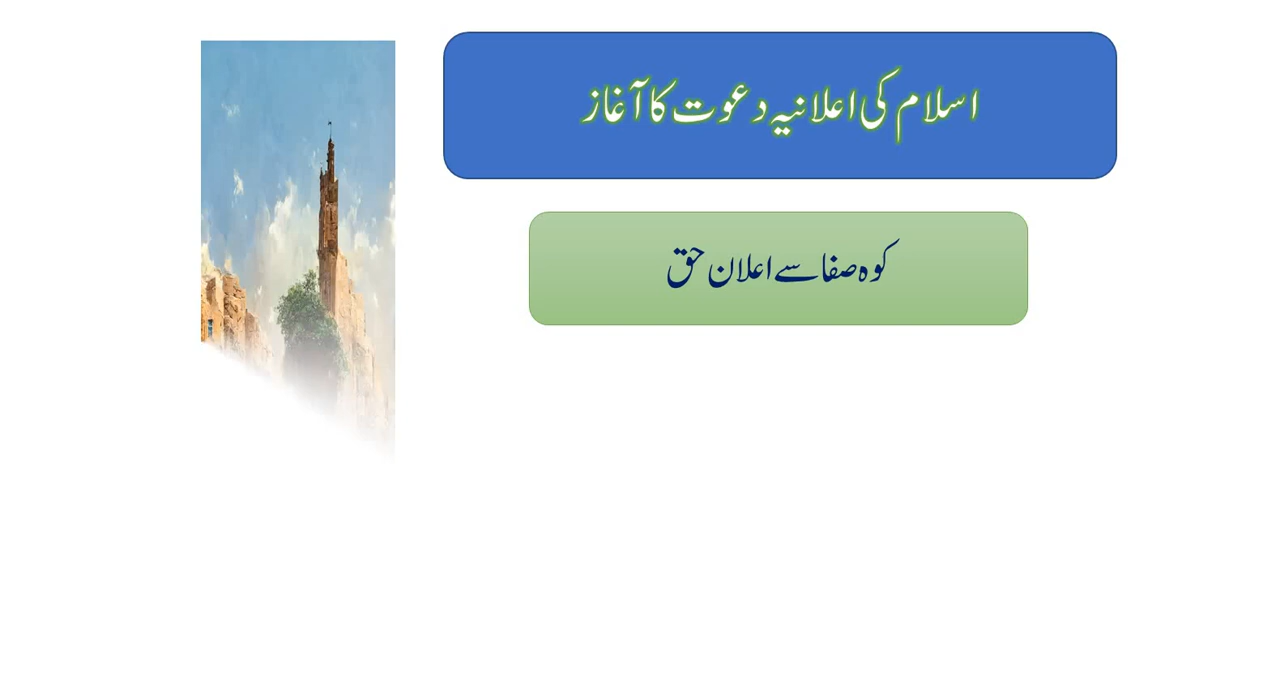 اسلام کی اعلانیہ دعوت کا آغاز
کوہ صفا سے اعلان حق